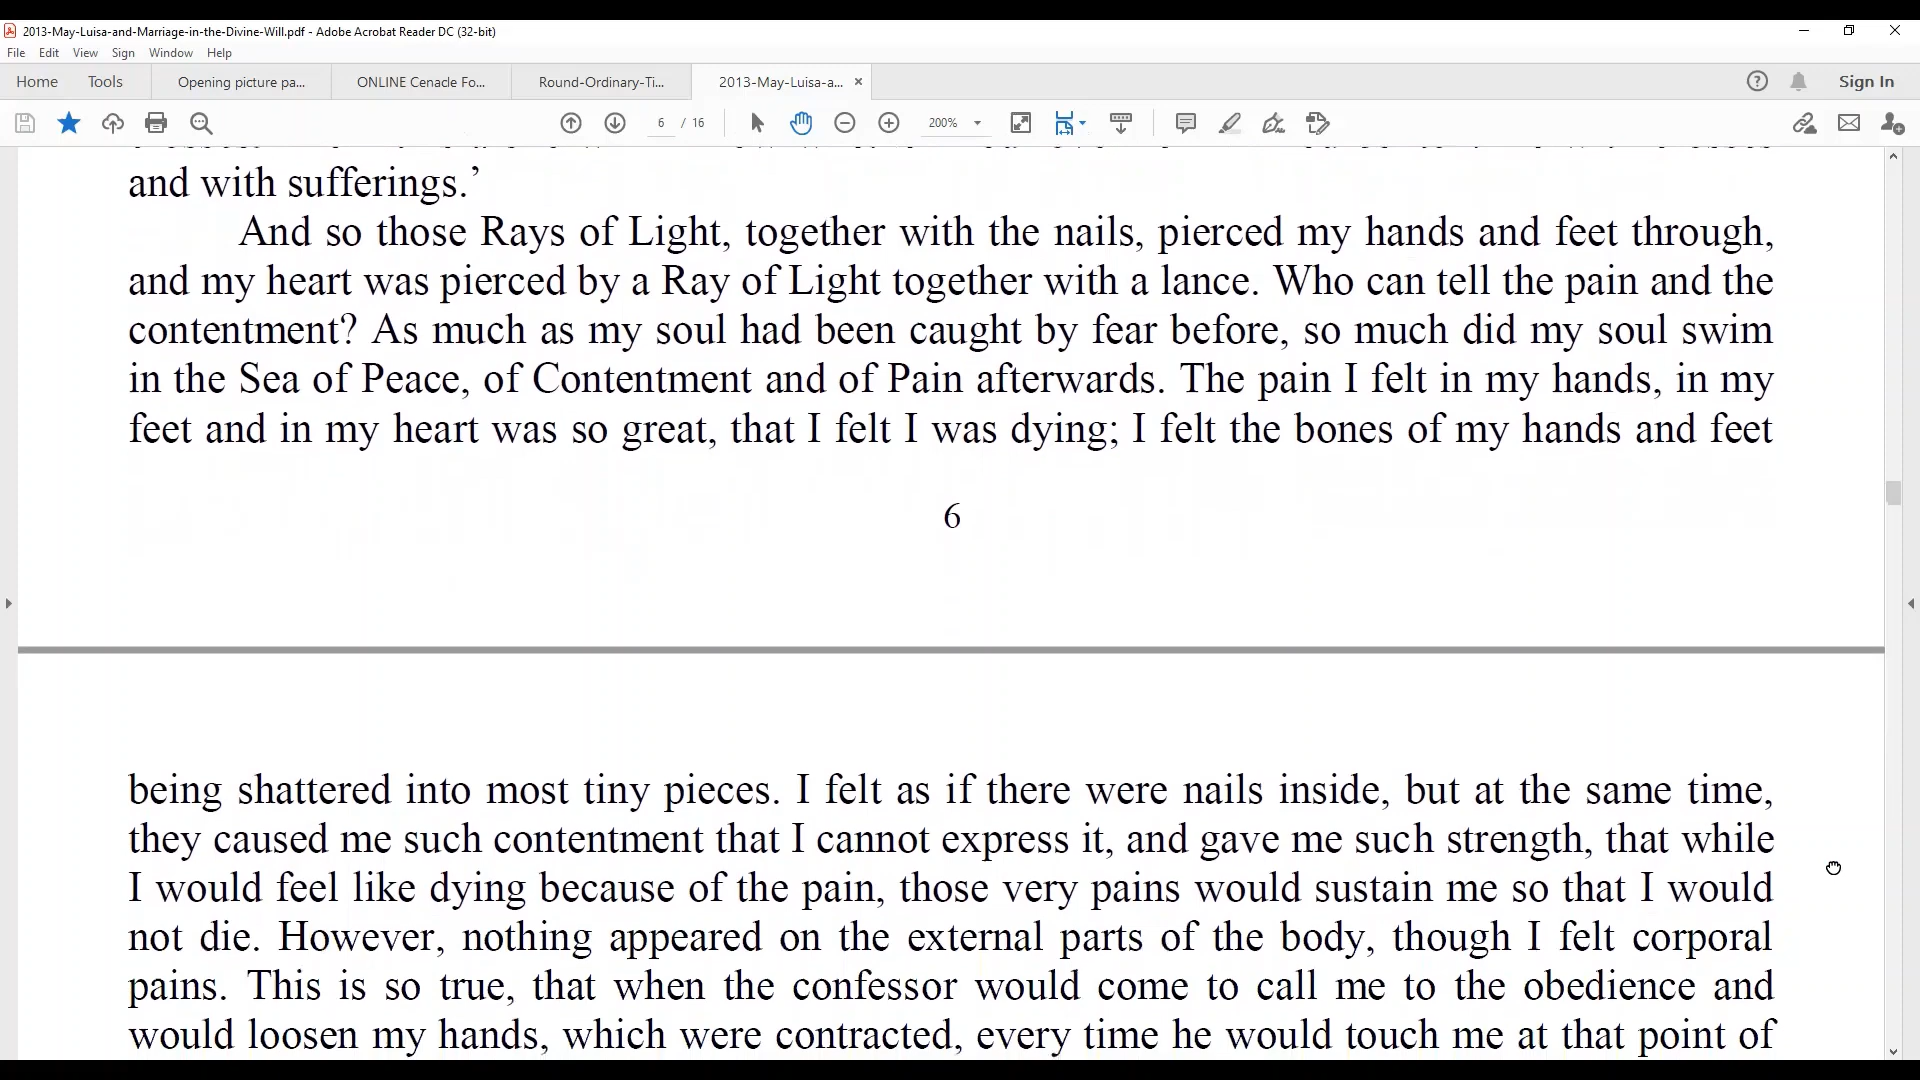 2013-May-Luisa-and-Marriage-in-the-Divine-Will.pdf - Adobe Acrobat Reader DC (32-bit)
File Edit View Sign Window Help
Home Tools Opening picture pa... ONLINE Cenacle Fo... Round-Ordinary-Ti... 2013-May-Luisa-a... × Sign In
6 / 16 200%
and with sufferings.’
And so those Rays of Light, together with the nails, pierced my hands and feet through,
and my heart was pierced by a Ray of Light together with a lance. Who can tell the pain and the
contentment? As much as my soul had been caught by fear before, so much did my soul swim
in the Sea of Peace, of Contentment and of Pain afterwards. The pain I felt in my hands, in my
feet and in my heart was so great, that I felt I was dying; I felt the bones of my hands and feet
6
being shattered into most tiny pieces. I felt as if there were nails inside, but at the same time,
they caused me such contentment that I cannot express it, and gave me such strength, that while
I would feel like dying because of the pain, those very pains would sustain me so that I would
not die. However, nothing appeared on the external parts of the body, though I felt corporal
pains. This is so true, that when the confessor would come to call me to the obedience and
would loosen my hands, which were contracted, every time he would touch me at that point of